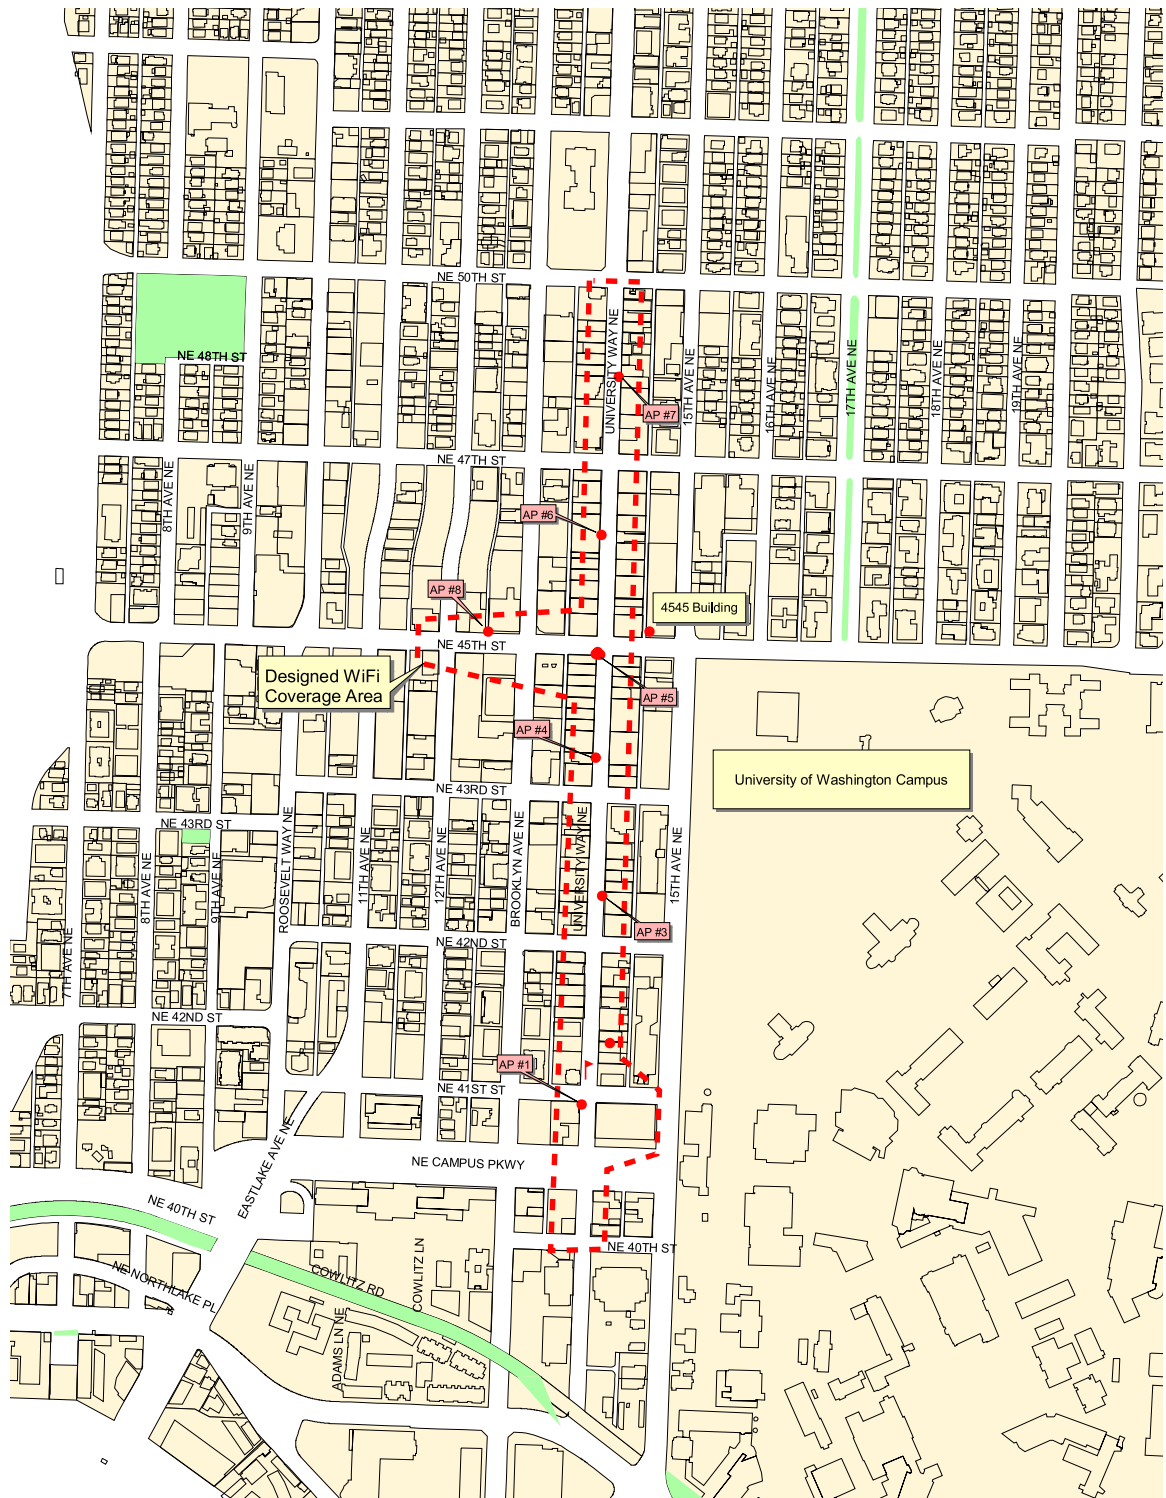 NE 50TH ST
UNIVERSITY WAY NE
NE 48TH ST
15TH AVE NE
16TH AVE NE
17TH AVE NE
18TH AVE NE
19TH AVE NE
AP #7
NE 47TH ST
8TH AVE NE
9TH AVE NE
AP #6
AP #8
4545 Building
NE 45TH ST
Designed WiFi
Coverage Area
AP #5
AP #4
University of Washington Campus
NE 43RD ST
NE 43RD ST
ROOSEVELT WAY NE
11TH AVE NE
12TH AVE NE
BROOKLYN AVE NE
UNIVERSITY WAY NE
15TH AVE NE
8TH AVE NE
9TH AVE NE
7TH AVE NE
AP #3
NE 42ND ST
NE 42ND ST
AP #1
NE 41ST ST
EASTLAKE AVE NE
NE CAMPUS PKWY
NE 40TH ST
NE 40TH ST
NE NORTHLAKE PL
COWLITZ RD
COWLITZ LN
ADAMS LN NE